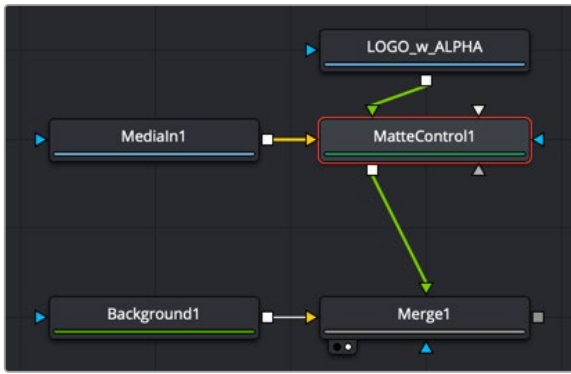 LOGO_w_ALPHA
MediaIn1
MatteControl1
Background1
Merge1